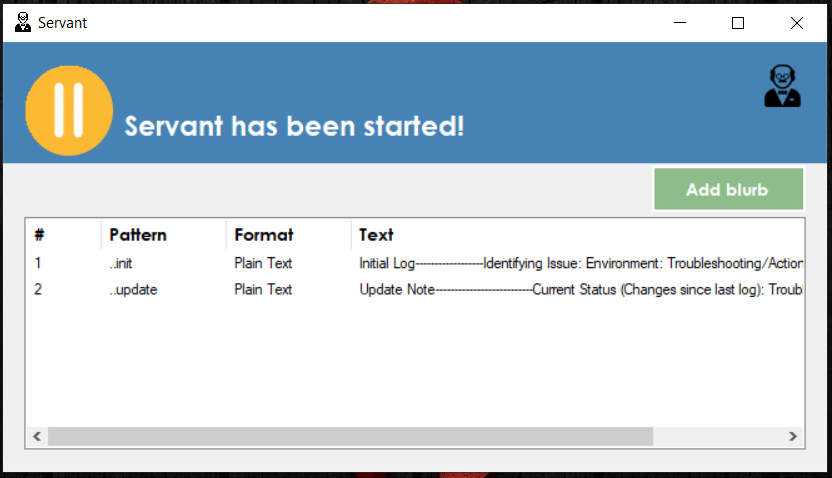 Servant
Servant has been started!
Add blurb
# Pattern Format Text
1 ..init Plain Text Initial Log------------------Identifying Issue: Environment: Troubleshooting/Action
2 ..update Plain Text Update Note--------------------------Current Status (Changes since last log): Troubl